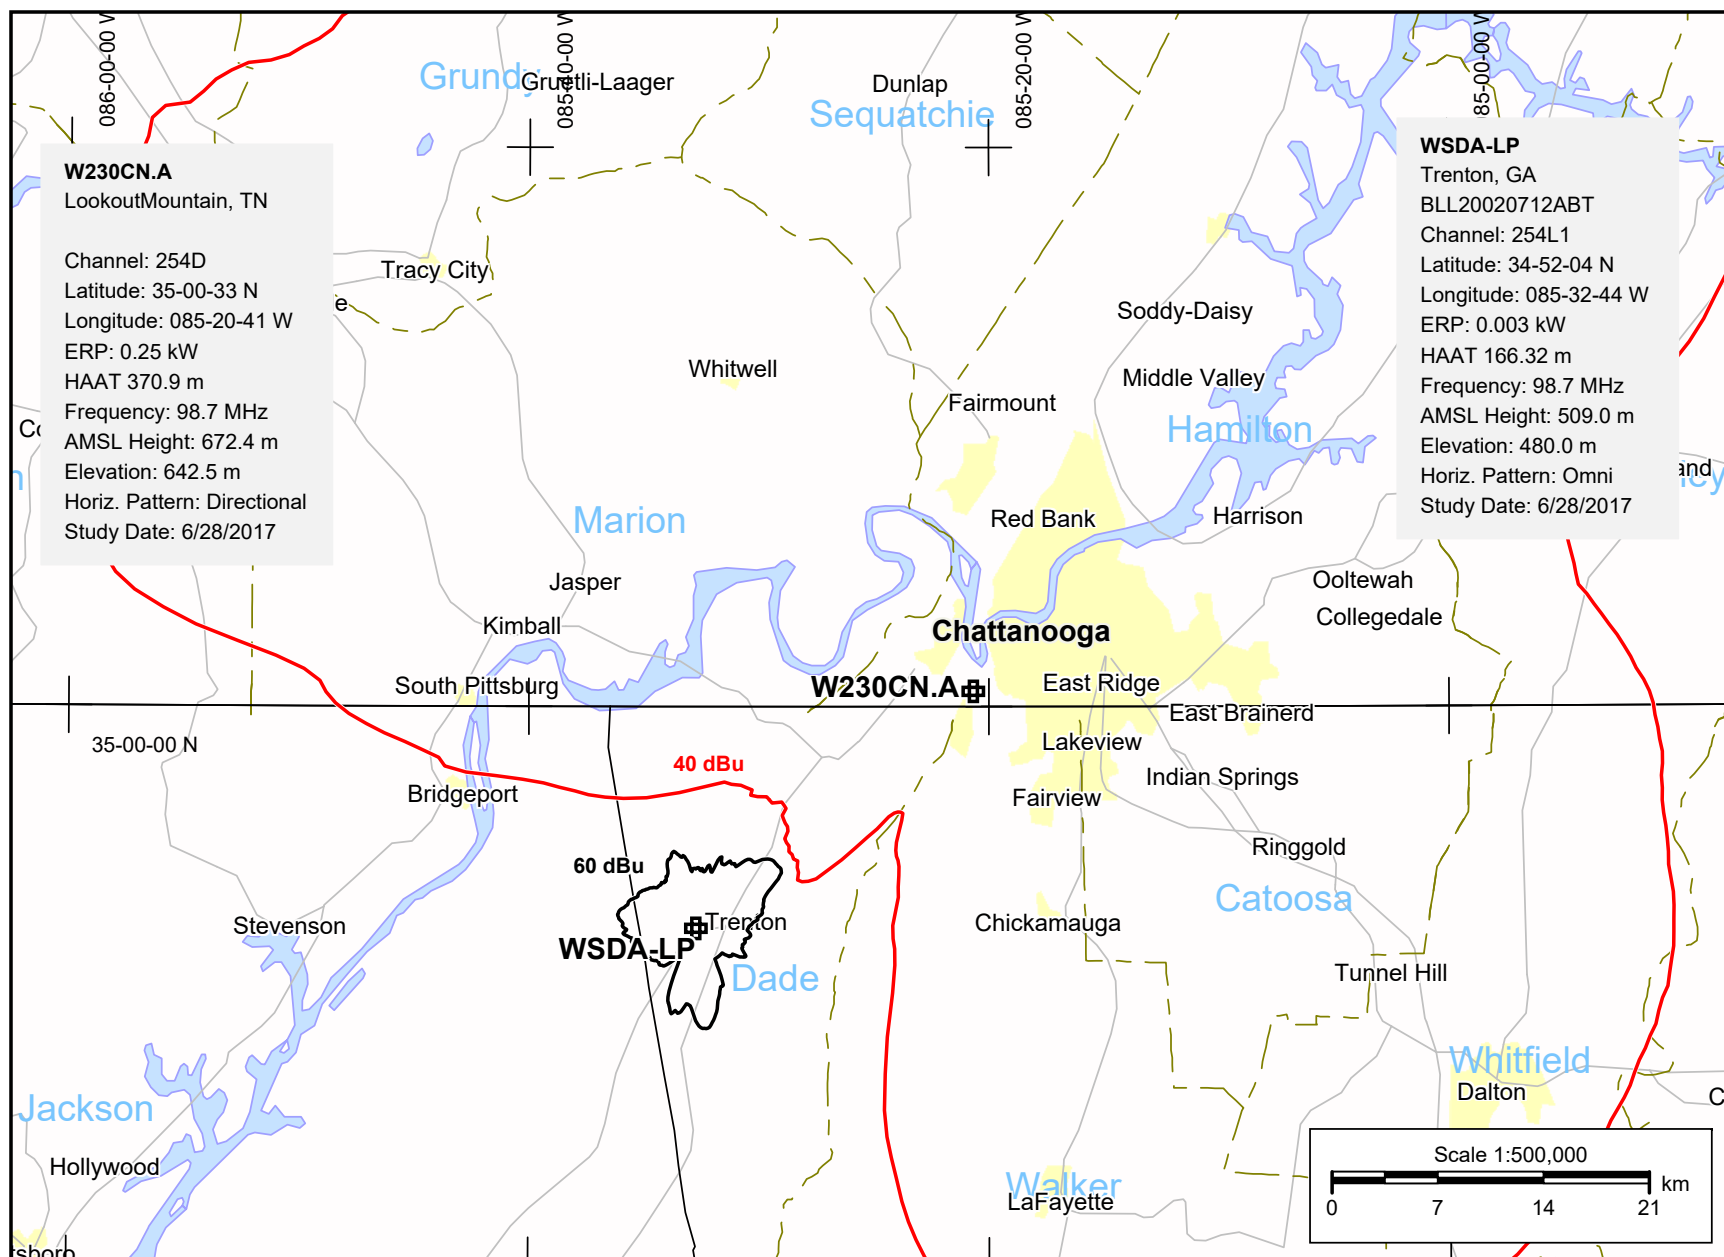 086-00-00 W
085-40-00 W
085-20-00 W
085-00-00 W
Grundy
Gruetli-Laager
Dunlap
Sequatchie
W230CN.A
LookoutMountain, TN
Channel: 254D
Latitude: 35-00-33 N
Longitude: 085-20-41 W
ERP: 0.25 kW
HAAT 370.9 m
Frequency: 98.7 MHz
AMSL Height: 672.4 m
Elevation: 642.5 m
Horiz. Pattern: Directional
Study Date: 6/28/2017
WSDA-LP
Trenton, GA
BLL20020712ABT
Channel: 254L1
Latitude: 34-52-04 N
Longitude: 085-32-44 W
ERP: 0.003 kW
HAAT 166.32 m
Frequency: 98.7 MHz
AMSL Height: 509.0 m
Elevation: 480.0 m
Horiz. Pattern: Omni
Study Date: 6/28/2017
Tracy City
Soddy-Daisy
Whitwell
Middle Valley
Fairmount
Hamilton
Marion
Red Bank
Harrison
Jasper
Ooltewah
Collegedale
Kimball
Chattanooga
South Pittsburg
W230CN.A
East Ridge
East Brainerd
35-00-00 N
Lakeview
40 dBu
Indian Springs
Bridgeport
Fairview
Ringgold
60 dBu
Catoosa
Stevenson
Trenton
Chickamauga
WSDA-LP
Dade
Tunnel Hill
Whitfield
Dalton
Jackson
Hollywood
Walker
LaFayette
Scale 1:500,000
km
0 7 14 21